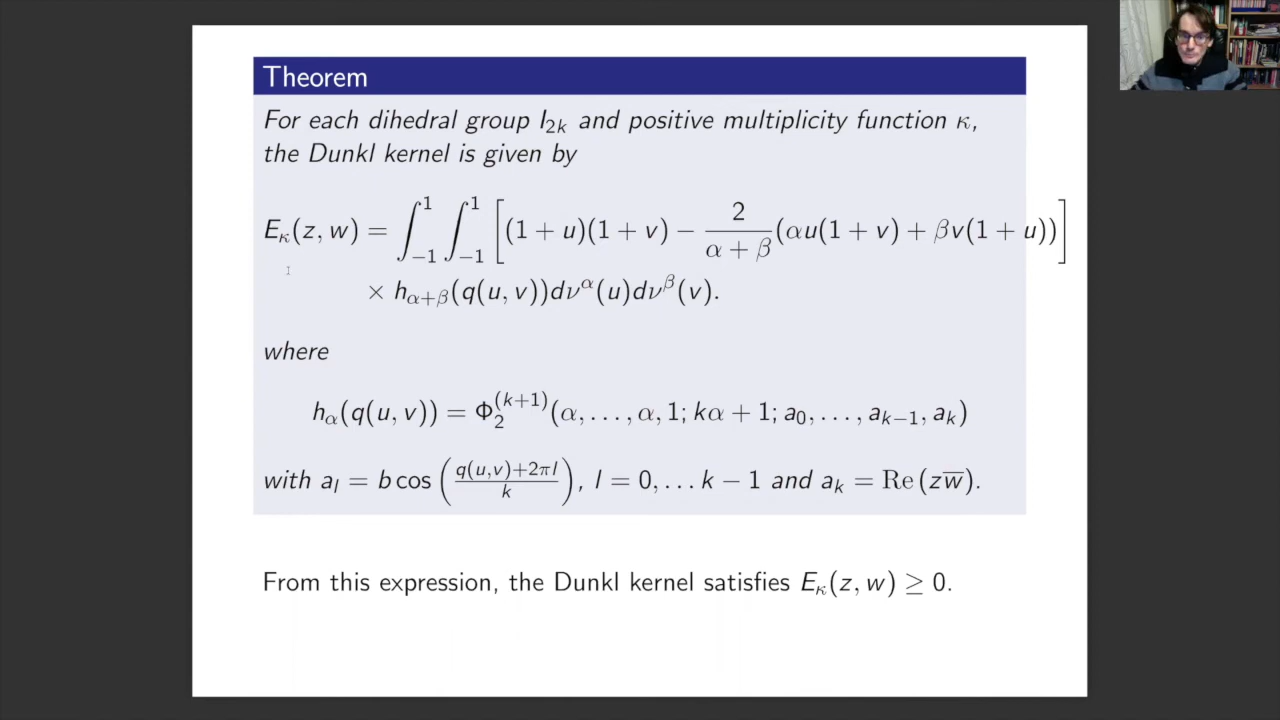 Theorem
For each dihedral group I_{2k} and positive multiplicity function κ,
the Dunkl kernel is given by
E_κ(z, w) = ∫_{−1}^{1} ∫_{−1}^{1} [(1 + u)(1 + v) − \frac{2}{α + β}(αu(1 + v) + βv(1 + u))]
× h_{α+β}(q(u, v))dν^α(u)dν^β(v).
where
h_α(q(u, v)) = Φ_2^{(k+1)}(α, . . . , α, 1; kα + 1; a_0, . . . , a_{k−1}, a_k)
with a_l = b cos(\frac{q(u,v)+2πl}{k}), l = 0, . . . k − 1 and a_k = Re (z\overline{w}).
From this expression, the Dunkl kernel satisfies E_κ(z, w) ≥ 0.